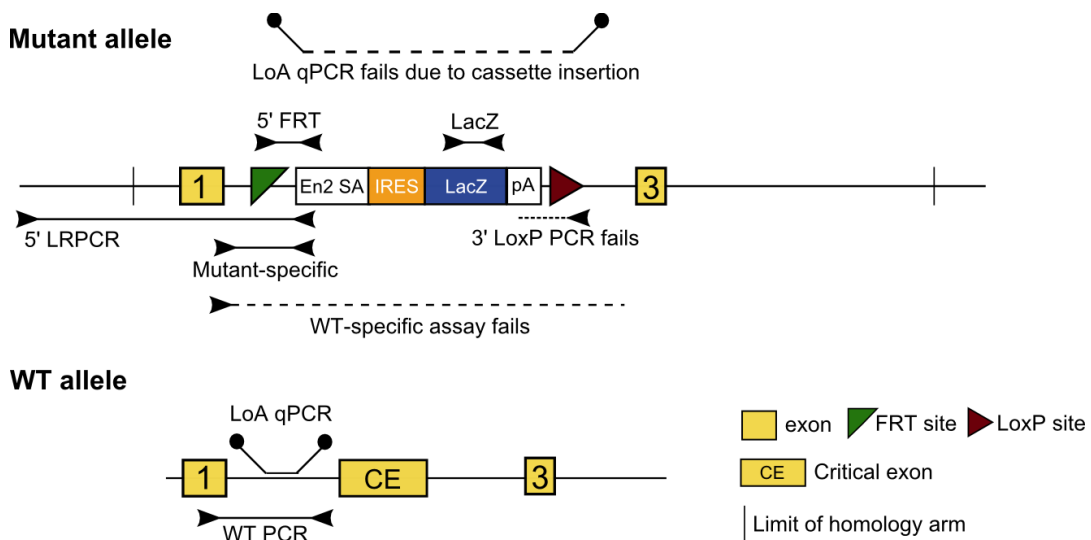 Mutant allele
LoA qPCR fails due to cassette insertion
5' FRT
LacZ
1
En2 SA
IRES
LacZ
pA
3
5' LRPCR
3' LoxP PCR fails
Mutant-specific
WT-specific assay fails
WT allele
LoA qPCR
1
CE
3
WT PCR
exon
FRT site
LoxP site
CE
Critical exon
Limit of homology arm